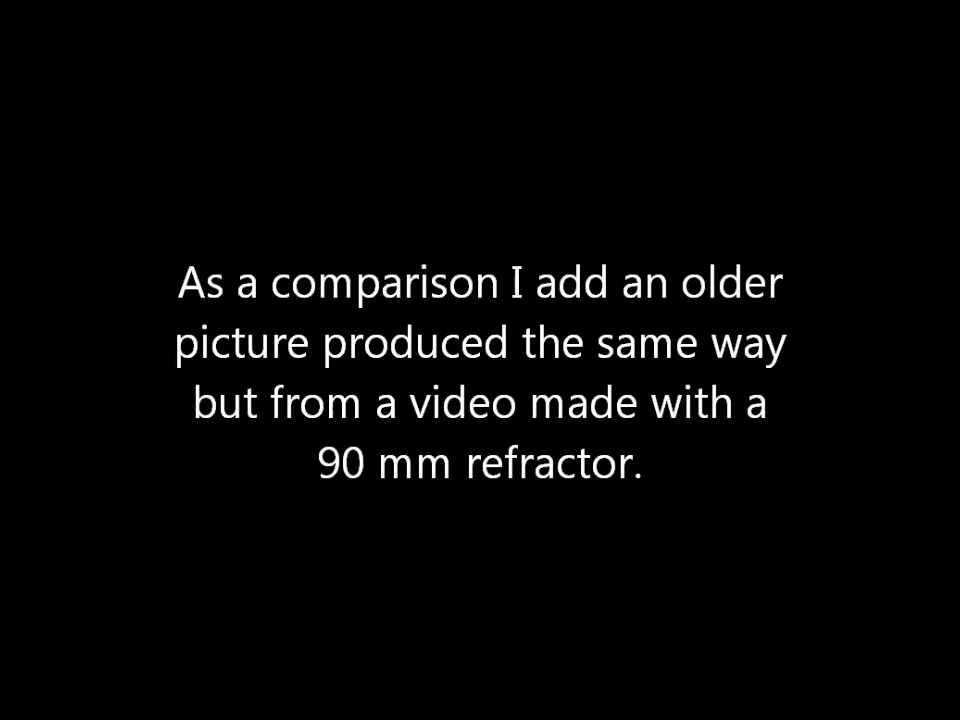 As a comparison I add an older
picture produced the same way
but from a video made with a
90 mm refractor.